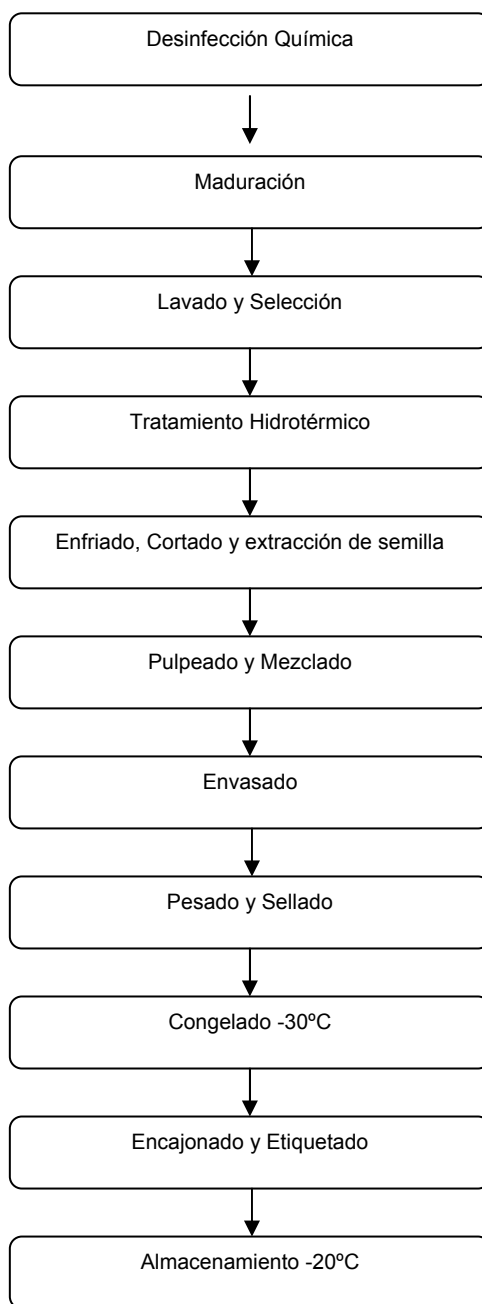 Desinfección Química
Maduración
Lavado y Selección
Tratamiento Hidrotérmico
Enfriado, Cortado y extracción de semilla
Pulpeado y Mezclado
Envasado
Pesado y Sellado
Congelado -30ºC
Encajonado y Etiquetado
Almacenamiento -20ºC